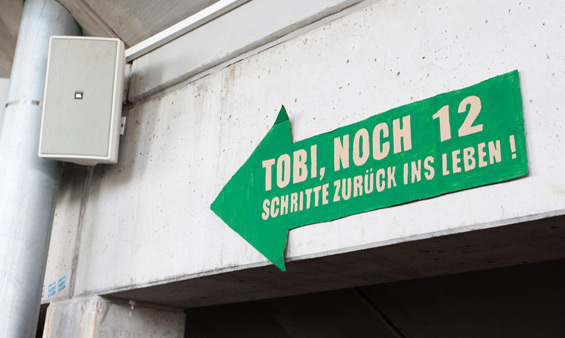 TOBI, NOCH 12
SCHRITTE ZURÜCK INS LEBEN !